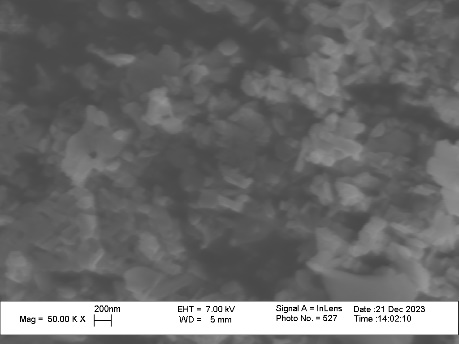 200nm EHT = 7.00 kV Signal A = InLens Date :21 Dec 2023
Mag = 50.00 K X WD = 5 mm Photo No. = 527 Time :14:02:10